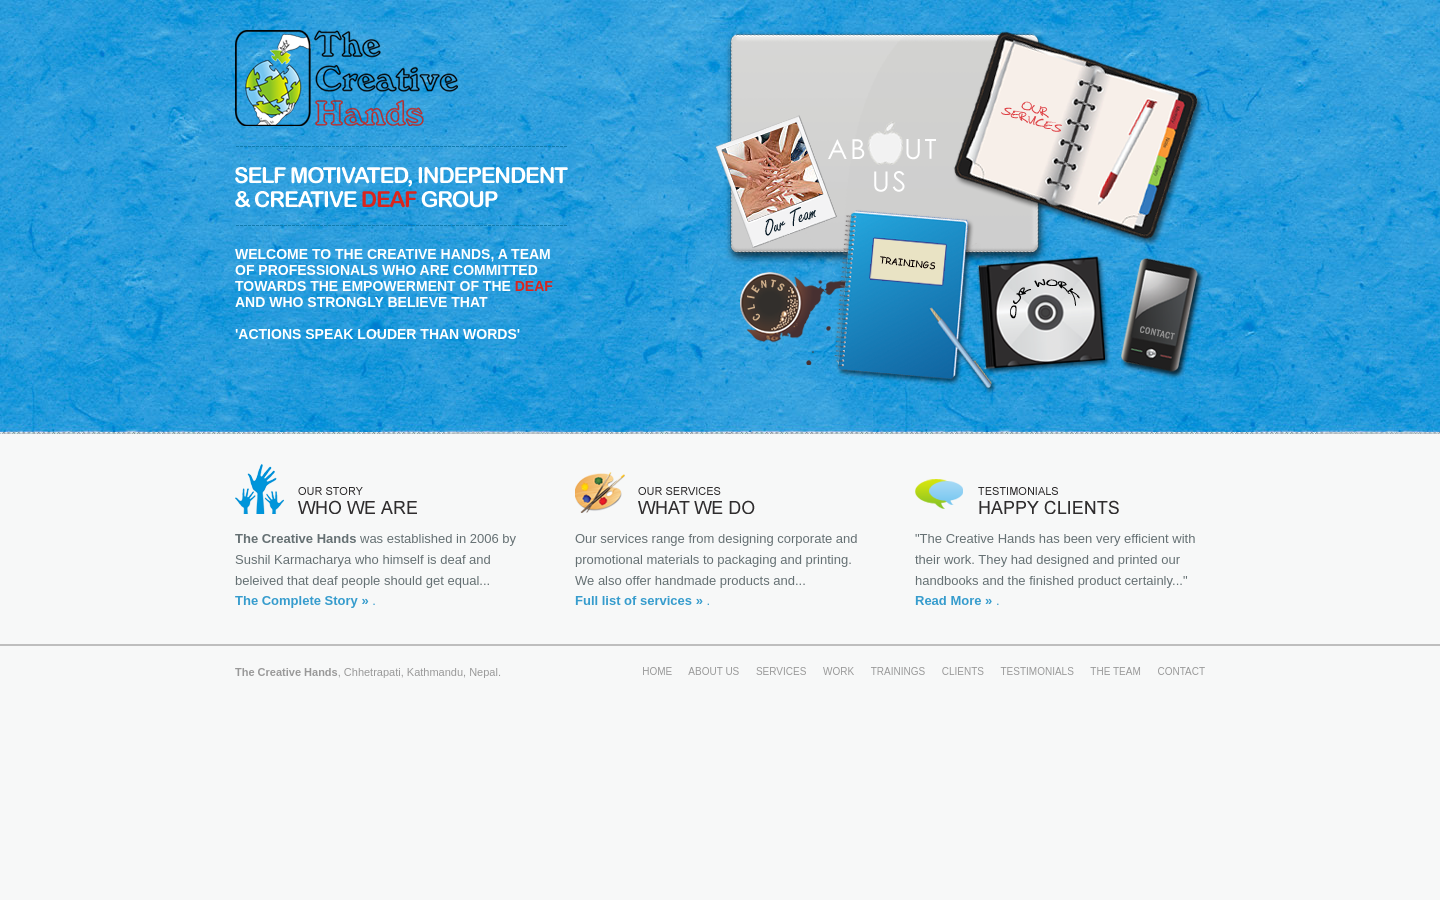 The
Creative
Hands
SELF MOTIVATED, INDEPENDENT
& CREATIVE DEAF GROUP
WELCOME TO THE CREATIVE HANDS, A TEAM
OF PROFESSIONALS WHO ARE COMMITTED
TOWARDS THE EMPOWERMENT OF THE DEAF
AND WHO STRONGLY BELIEVE THAT
'ACTIONS SPEAK LOUDER THAN WORDS'
ABOUT
US
OUR
SERVICES
Our Team
TRAININGS
CLIENTS
OUR WORK
CONTACT
OUR STORY
WHO WE ARE
The Creative Hands was established in 2006 by
Sushil Karmacharya who himself is deaf and
beleived that deaf people should get equal...
The Complete Story » .
OUR SERVICES
WHAT WE DO
Our services range from designing corporate and
promotional materials to packaging and printing.
We also offer handmade products and...
Full list of services » .
TESTIMONIALS
HAPPY CLIENTS
"The Creative Hands has been very efficient with
their work. They had designed and printed our
handbooks and the finished product certainly..."
Read More » .
The Creative Hands, Chhetrapati, Kathmandu, Nepal.
HOME ABOUT US SERVICES WORK TRAININGS CLIENTS TESTIMONIALS THE TEAM CONTACT